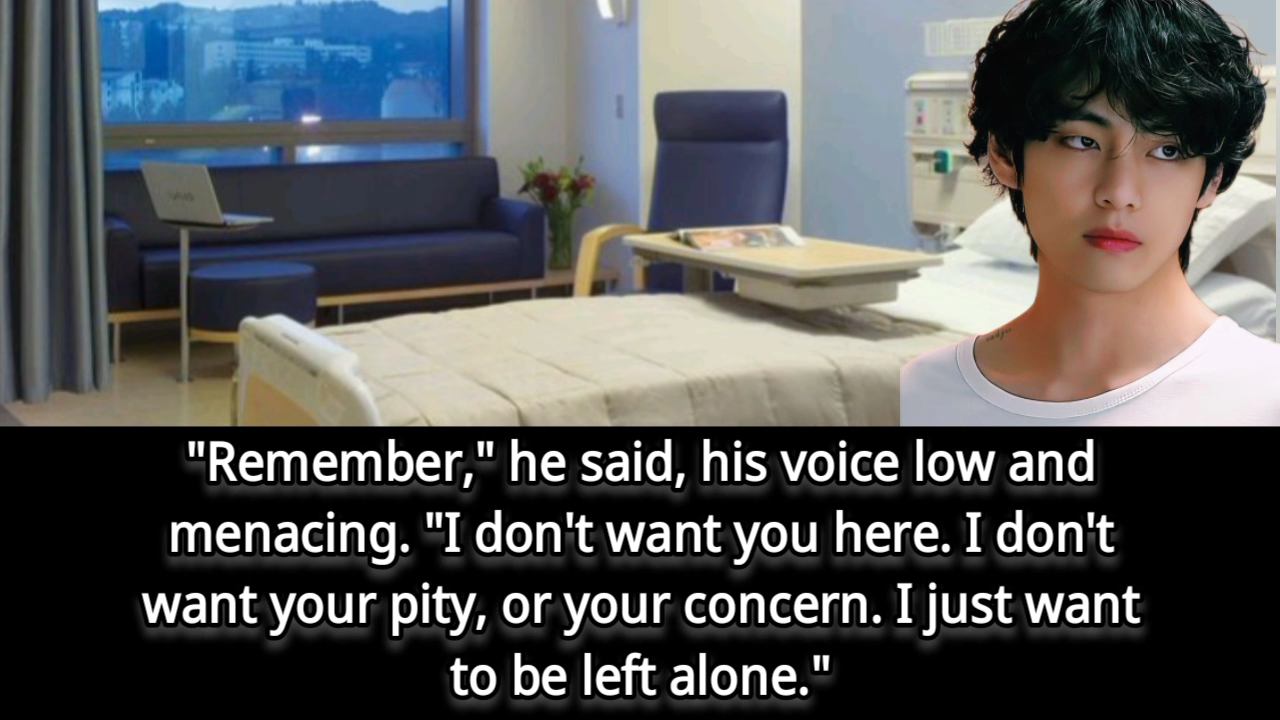 VAIO
"Remember," he said, his voice low and
menacing. "I don't want you here. I don't
want your pity, or your concern. I just want
to be left alone."